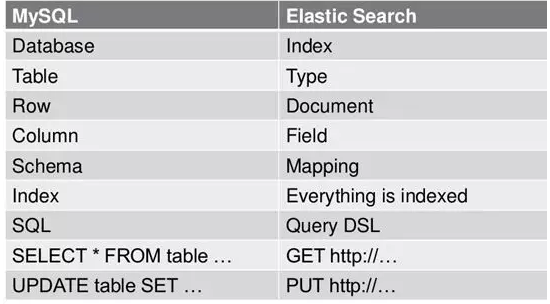 MySQL Elastic Search
Database Index
Table Type
Row Document
Column Field
Schema Mapping
Index Everything is indexed
SQL Query DSL
SELECT * FROM table … GET http://…
UPDATE table SET … PUT http://…